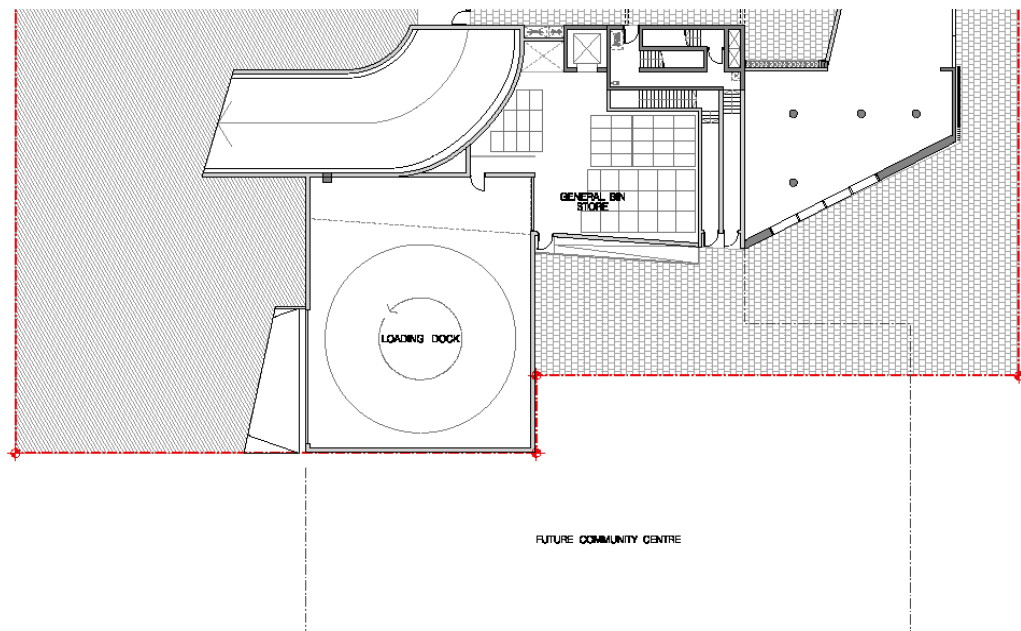 GENERAL BIN
STORE
LOADING DOCK
FUTURE COMMUNITY CENTRE